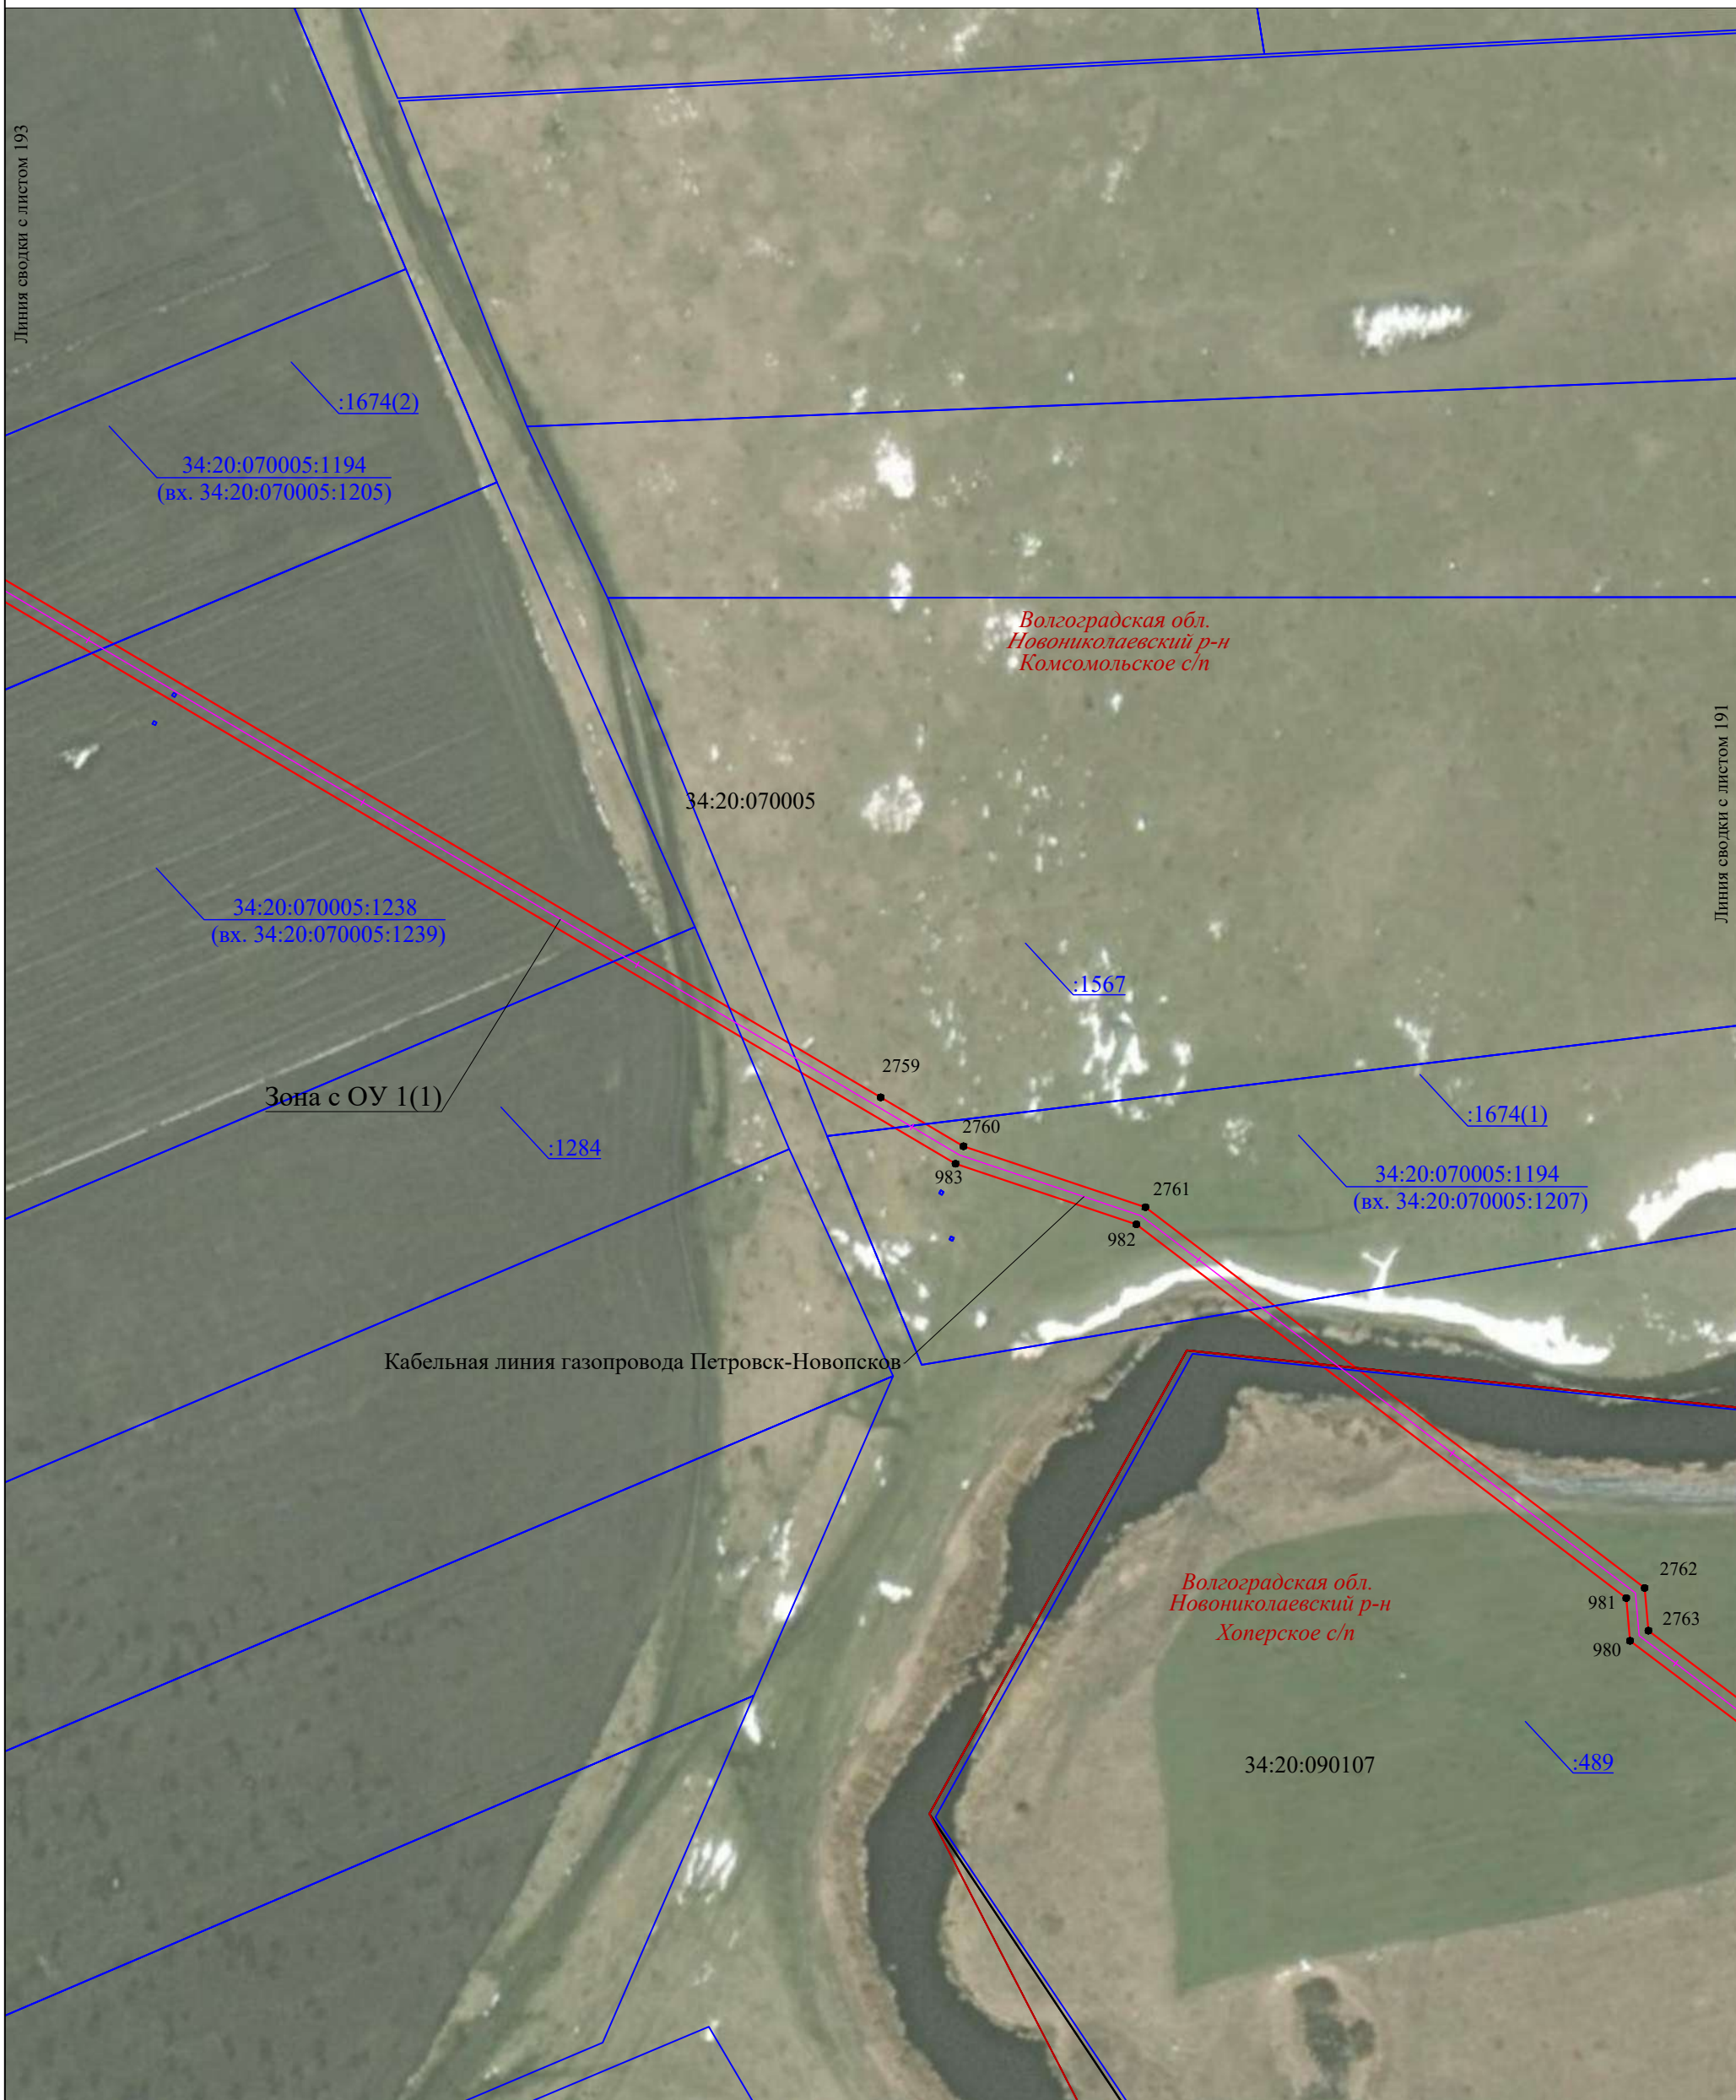 Линия сводки с листом 193
:1674(2)
34:20:070005:1194
(вх. 34:20:070005:1205)
Волгоградская обл.
Новониколаевский р-н
Комсомольское с/п
Линия сводки с листом 191
34:20:070005
34:20:070005:1238
(вх. 34:20:070005:1239)
:1567
2759
Зона с ОУ 1(1)
:1674(1)
2760
:1284
983
34:20:070005:1194
(вх. 34:20:070005:1207)
2761
982
Кабельная линия газопровода Петровск-Новопсков
2762
Волгоградская обл.
Новониколаевский р-н
Хоперское с/п
981
2763
980
34:20:090107
:489